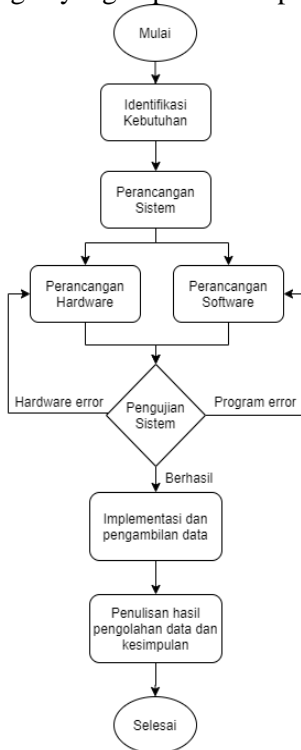 Mulai
Identifikasi
Kebutuhan
Perancangan
Sistem
Perancangan
Hardware
Perancangan
Software
Hardware error
Pengujian
Sistem
Program error
Berhasil
Implementasi dan
pengambilan data
Penulisan hasil
pengolahan data dan
kesimpulan
Selesai